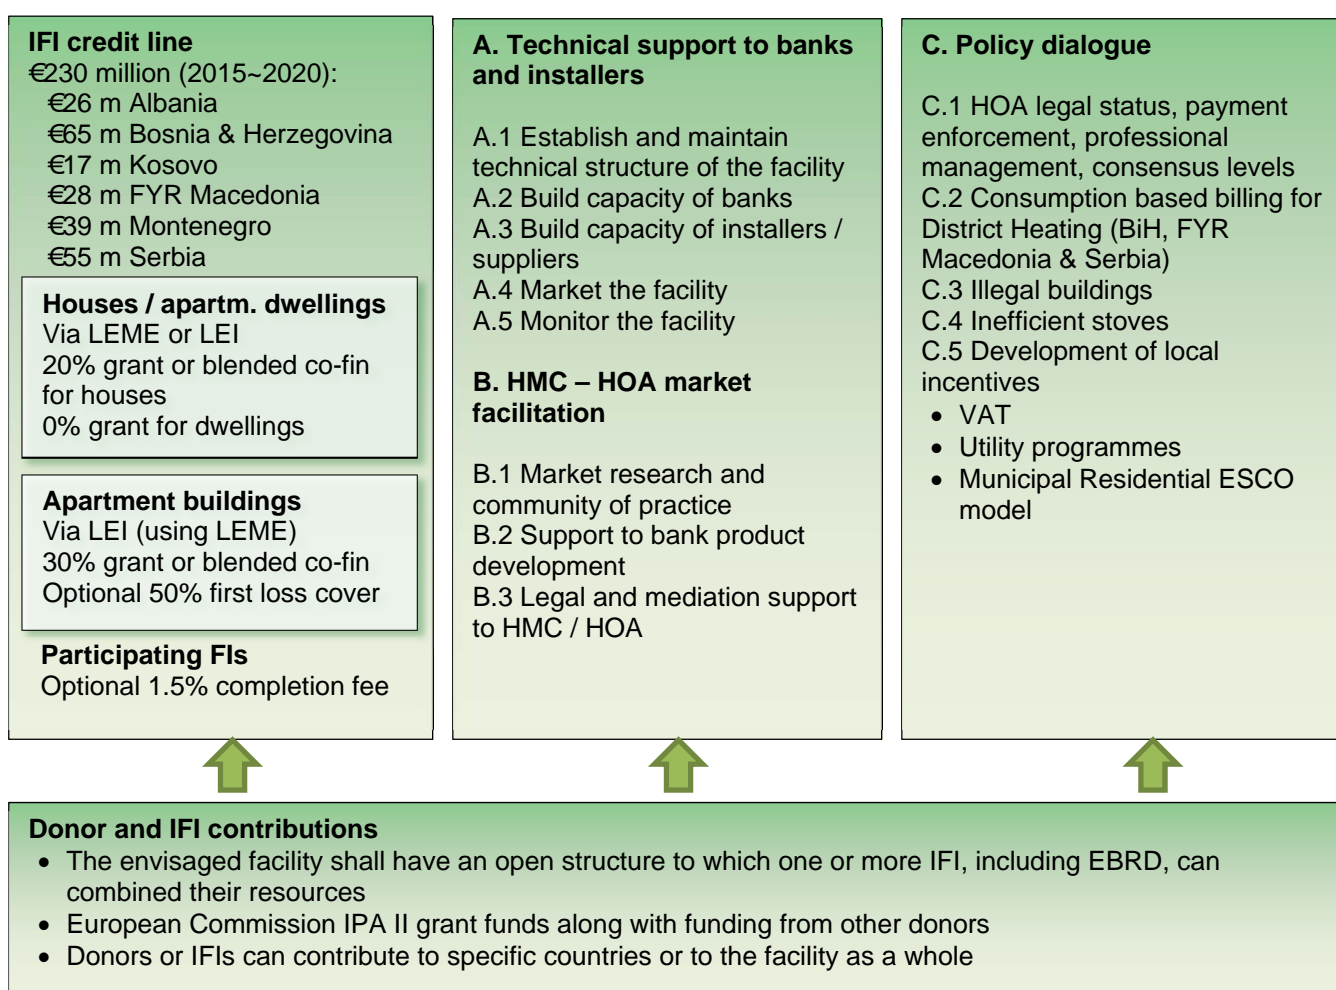 IFI credit line
€230 million (2015~2020):
€26 m Albania
€65 m Bosnia & Herzegovina
€17 m Kosovo
€28 m FYR Macedonia
€39 m Montenegro
€55 m Serbia
Houses / apartm. dwellings
Via LEME or LEI
20% grant or blended co-fin
for houses
0% grant for dwellings
Apartment buildings
Via LEI (using LEME)
30% grant or blended co-fin
Optional 50% first loss cover
Participating FIs
Optional 1.5% completion fee
A. Technical support to banks
and installers
A.1 Establish and maintain
technical structure of the facility
A.2 Build capacity of banks
A.3 Build capacity of installers /
suppliers
A.4 Market the facility
A.5 Monitor the facility
B. HMC – HOA market
facilitation
B.1 Market research and
community of practice
B.2 Support to bank product
development
B.3 Legal and mediation support
to HMC / HOA
C. Policy dialogue
C.1 HOA legal status, payment
enforcement, professional
management, consensus levels
C.2 Consumption based billing for
District Heating (BiH, FYR
Macedonia & Serbia)
C.3 Illegal buildings
C.4 Inefficient stoves
C.5 Development of local
incentives
• VAT
• Utility programmes
• Municipal Residential ESCO
model
Donor and IFI contributions
• The envisaged facility shall have an open structure to which one or more IFI, including EBRD, can
combined their resources
• European Commission IPA II grant funds along with funding from other donors
• Donors or IFIs can contribute to specific countries or to the facility as a whole